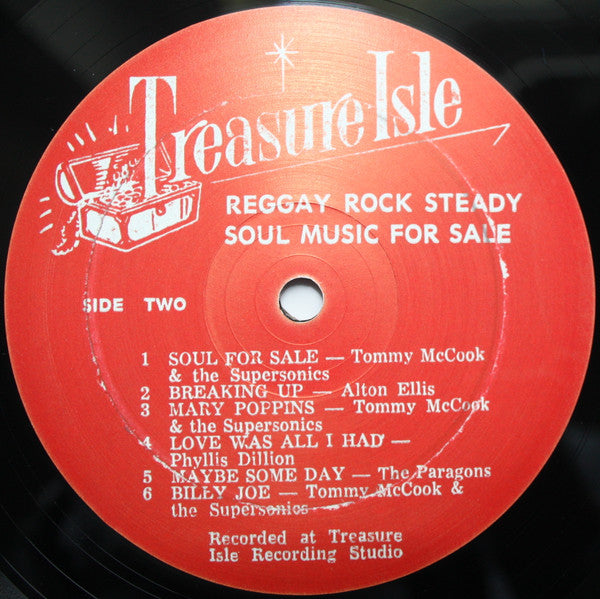 Treasure Isle
REGGAY ROCK STEADY
SOUL MUSIC FOR SALE
SIDE TWO
1 SOUL FOR SALE — Tommy McCook
& the Supersonics
2 BREAKING UP — Alton Ellis
3 MARY POPPINS — Tommy McCook
& the Supersonics
4 LOVE WAS ALL I HAD —
Phyllis Dillion
5 MAYBE SOME DAY — The Paragons
6 BILLY JOE — Tommy McCook &
the Supersonics
Recorded at Treasure
Isle Recording Studio